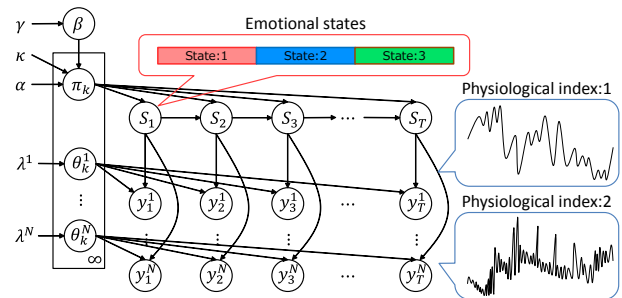 Emotional states
State:1 State:2 State:3
γ β
κ
α π_k
Physiological index:1
S_1 S_2 S_3 ... S_T
λ^1 θ_k^1
y_1^1 y_2^1 y_3^1 ... y_T^1
Physiological index:2
⋮ ⋮ ⋮ ⋮ ⋮
λ^N θ_k^N
∞
y_1^N y_2^N y_3^N ... y_T^N